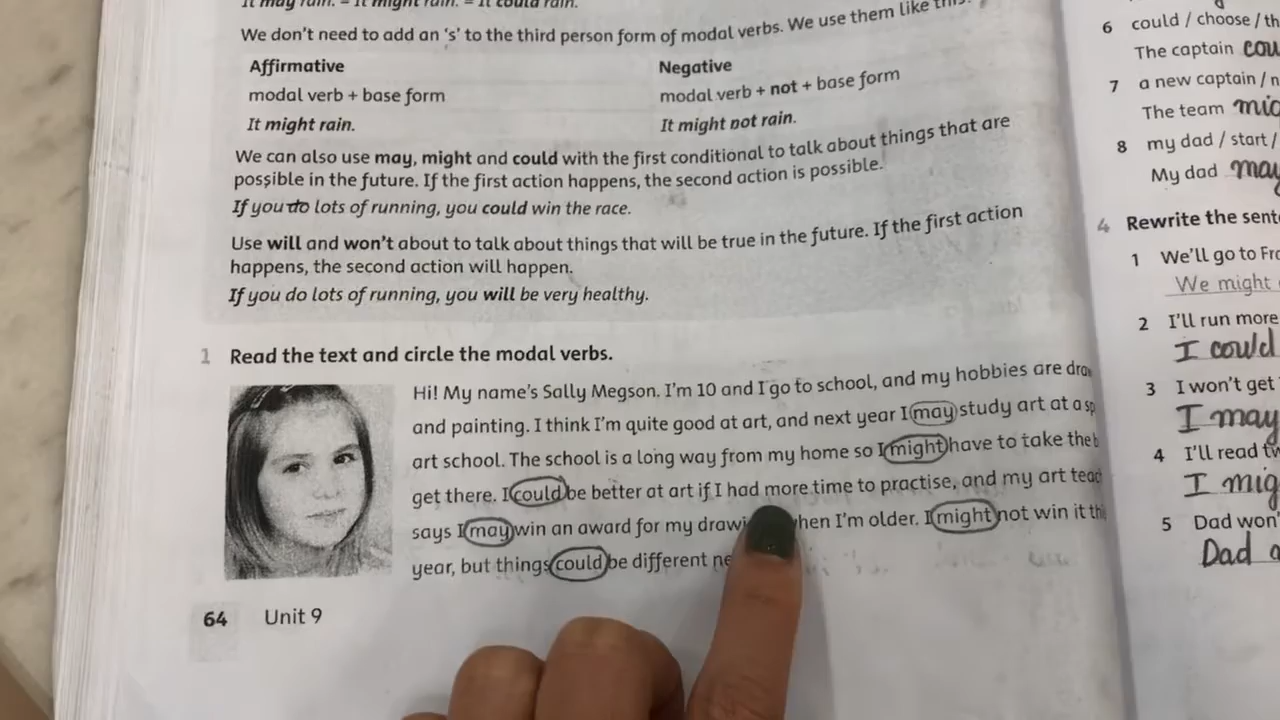 It may rain. = It might rain. = It could rain.
We don't need to add an 's' to the third person form of modal verbs. We use them like this:
Affirmative
modal verb + base form
It might rain.
Negative
modal verb + not + base form
It might not rain.
We can also use may, might and could with the first conditional to talk about things that are
possible in the future. If the first action happens, the second action is possible.
If you do lots of running, you could win the race.
Use will and won't about to talk about things that will be true in the future. If the first action
happens, the second action will happen.
If you do lots of running, you will be very healthy.
1 Read the text and circle the modal verbs.
Hi! My name's Sally Megson. I'm 10 and I go to school, and my hobbies are
and painting. I think I'm quite good at art, and next year I may study art at a
art school. The school is a long way from my home so I might have to take the
get there. I could be better at art if I had more time to practise, and my art
says I may win an award for my when I'm older. I might not win it
year, but things could be different
64 Unit 9
6 could / choose /
The captain
7 a new captain /
The team
8 my dad / start /
My dad may
4 Rewrite the
1 We'll go to
We might
2 I'll run more
I could
3 I won't get
I may
4 I'll read
I
5 Dad
Dad